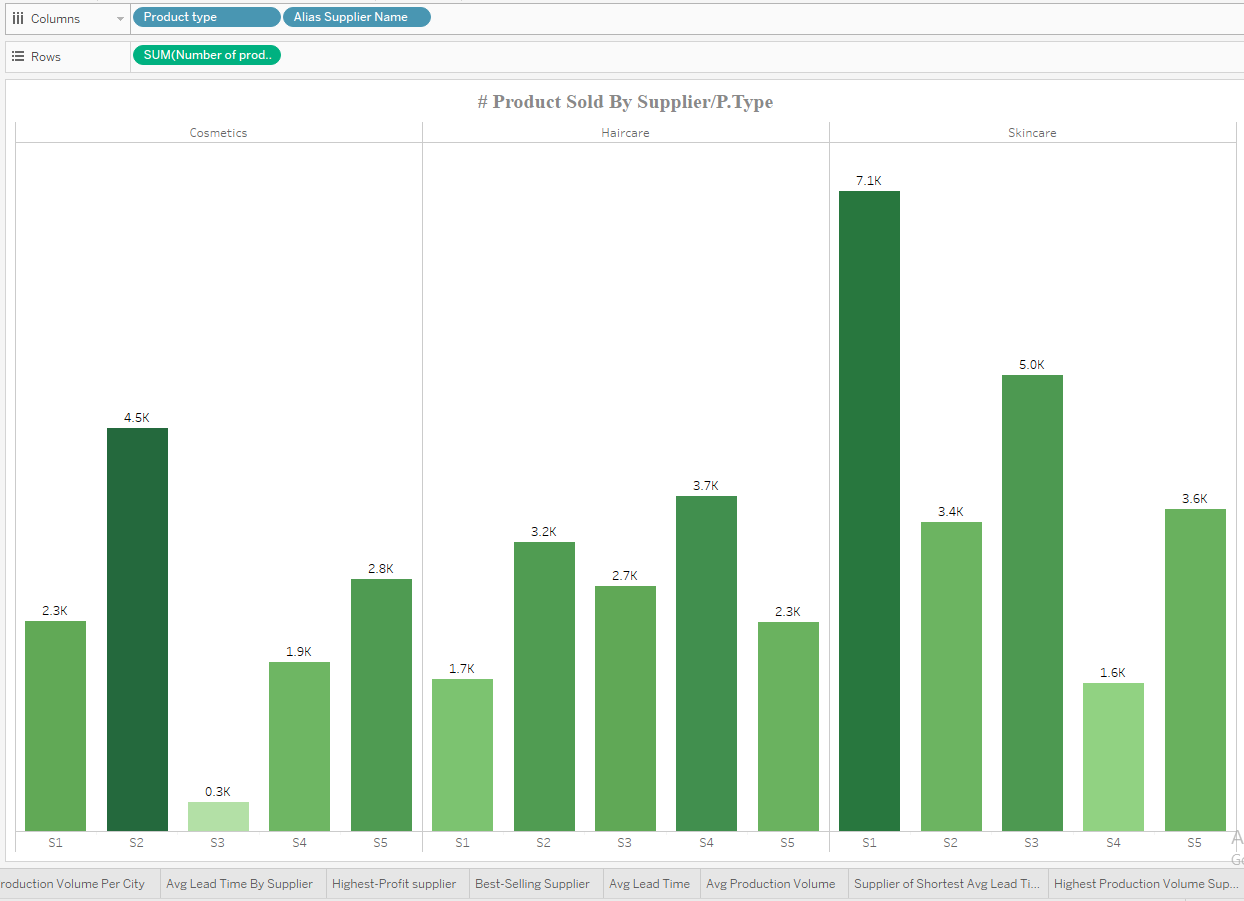 Columns
Product type
Alias Supplier Name
Rows
SUM(Number of prod..
# Product Sold By Supplier/P.Type
Cosmetics
Haircare
Skincare
2.3K
4.5K
0.3K
1.9K
2.8K
1.7K
3.2K
2.7K
3.7K
2.3K
7.1K
3.4K
5.0K
1.6K
3.6K
S1 S2 S3 S4 S5 S1 S2 S3 S4 S5 S1 S2 S3 S4 S5
A
Go
roduction Volume Per City
Avg Lead Time By Supplier
Highest-Profit supplier
Best-Selling Supplier
Avg Lead Time
Avg Production Volume
Supplier of Shortest Avg Lead Ti...
Highest Production Volume Sup...